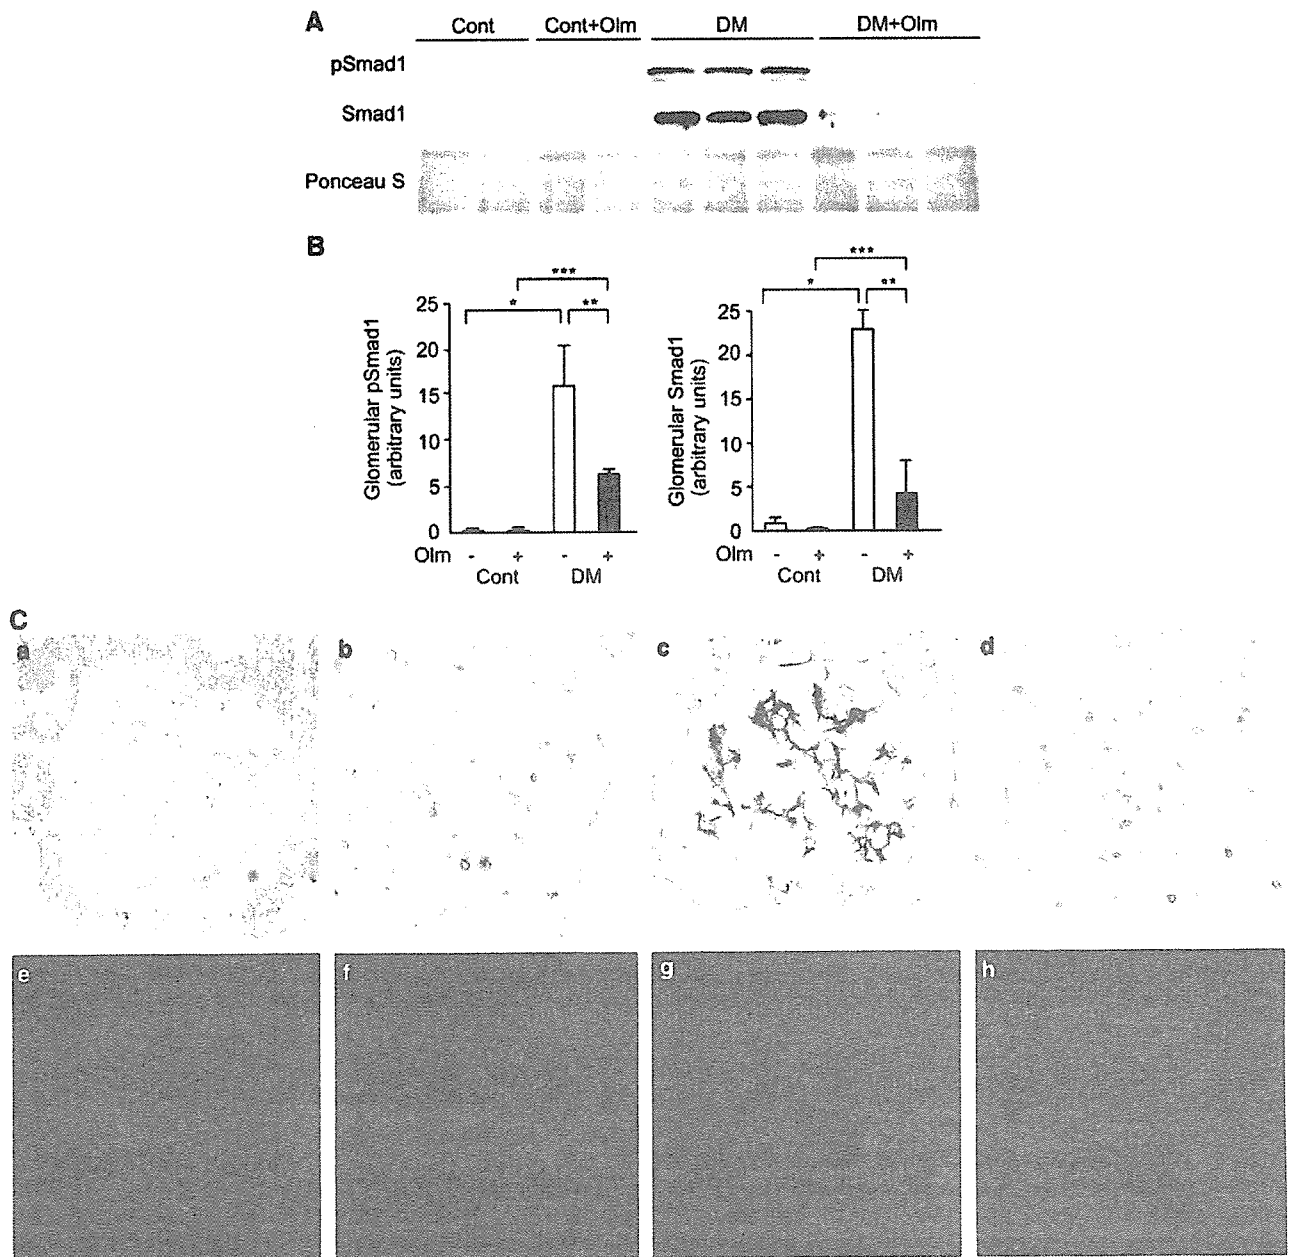 A
Cont Cont+Olm DM DM+Olm
pSmad1
Smad1
Ponceau S
B
Glomerular pSmad1
(arbitrary units)
25
20
15
10
5
0
*
**
***
Olm - + - +
Cont DM
Glomerular Smad1
(arbitrary units)
25
20
15
10
5
0
*
**
***
Olm - + - +
Cont DM
C
a b c d
e f g h